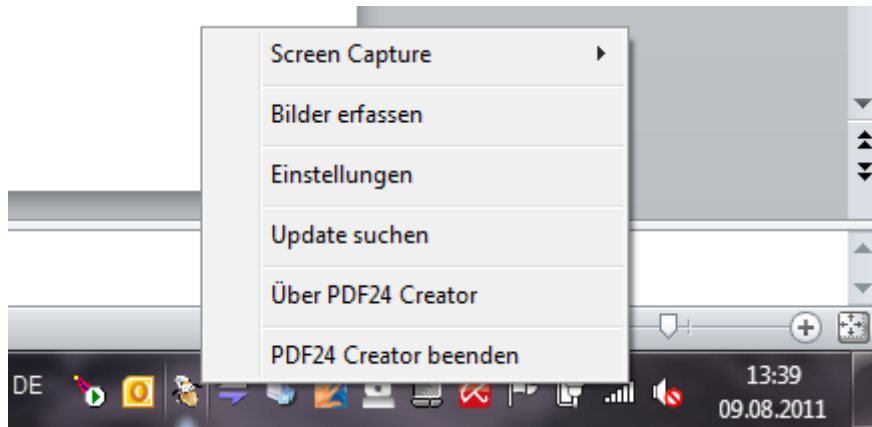 Screen Capture
Bilder erfassen
Einstellungen
Update suchen
Über PDF24 Creator
PDF24 Creator beenden
DE
13:39
09.08.2011